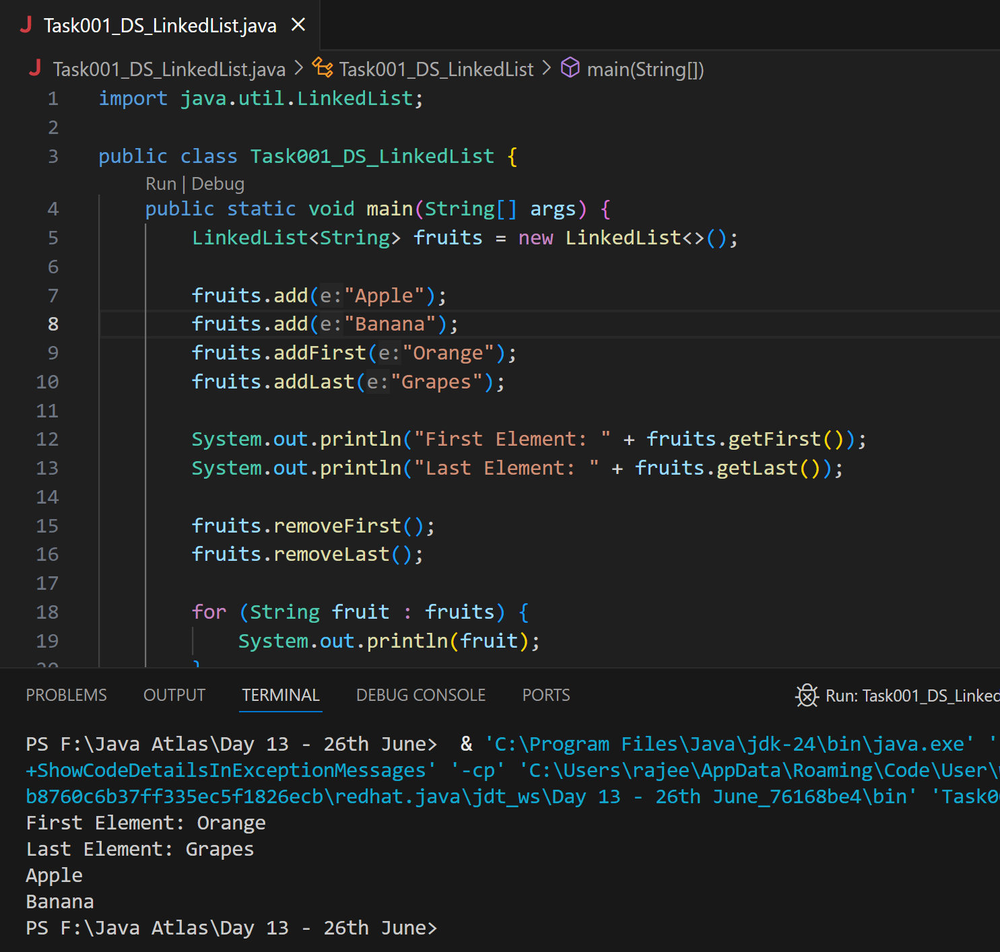 Task001_DS_LinkedList.java
Task001_DS_LinkedList.java > Task001_DS_LinkedList > main(String[])
1 import java.util.LinkedList;
2
3 public class Task001_DS_LinkedList {
Run | Debug
4 public static void main(String[] args) {
5 LinkedList<String> fruits = new LinkedList<>();
6
7 fruits.add(e:"Apple");
8 fruits.add(e:"Banana");
9 fruits.addFirst(e:"Orange");
10 fruits.addLast(e:"Grapes");
11
12 System.out.println("First Element: " + fruits.getFirst());
13 System.out.println("Last Element: " + fruits.getLast());
14
15 fruits.removeFirst();
16 fruits.removeLast();
17
18 for (String fruit : fruits) {
19 System.out.println(fruit);
20 }
PROBLEMS OUTPUT TERMINAL DEBUG CONSOLE PORTS Run: Task001_DS_Linked
PS F:\Java Atlas\Day 13 - 26th June> & 'C:\Program Files\Java\jdk-24\bin\java.exe' '
+ShowCodeDetailsInExceptionMessages' '-cp' 'C:\Users\rajee\AppData\Roaming\Code\User\
b8760c6b37ff335ec5f1826ecb\redhat.java\jdt_ws\Day 13 - 26th June_76168be4\bin' 'Task0
First Element: Orange
Last Element: Grapes
Apple
Banana
PS F:\Java Atlas\Day 13 - 26th June>